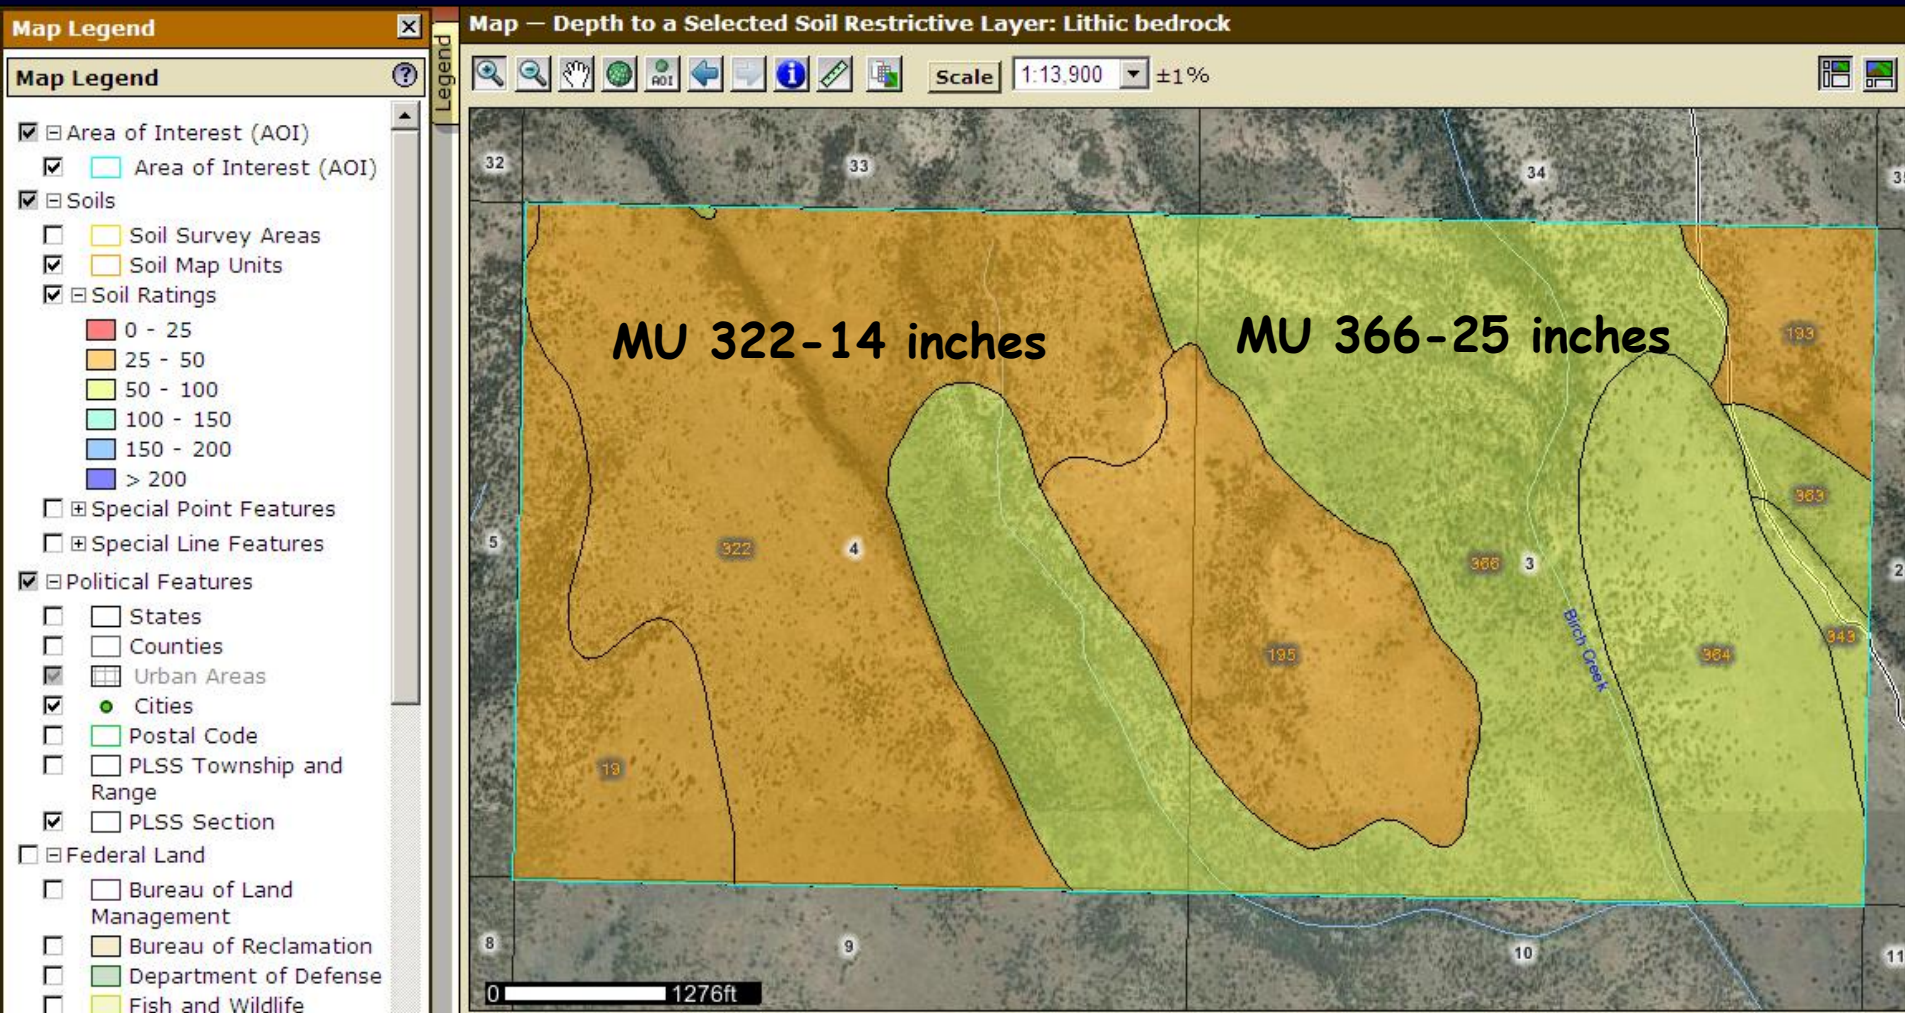 Map Legend
Map Legend
Area of Interest (AOI)
Area of Interest (AOI)
Soils
Soil Survey Areas
Soil Map Units
Soil Ratings
0 - 25
25 - 50
50 - 100
100 - 150
150 - 200
> 200
Special Point Features
Special Line Features
Political Features
States
Counties
Urban Areas
Cities
Postal Code
PLSS Township and
Range
PLSS Section
Federal Land
Bureau of Land
Management
Bureau of Reclamation
Department of Defense
Fish and Wildlife
Legend
Map — Depth to a Selected Soil Restrictive Layer: Lithic bedrock
AOI
Scale 1:13,900 ±1%
32 33 34
MU 322-14 inches
MU 366-25 inches
193
363
5 322 4 366 3 2
195
Birch Creek
364
343
19
8 9 10 11
0 1276ft